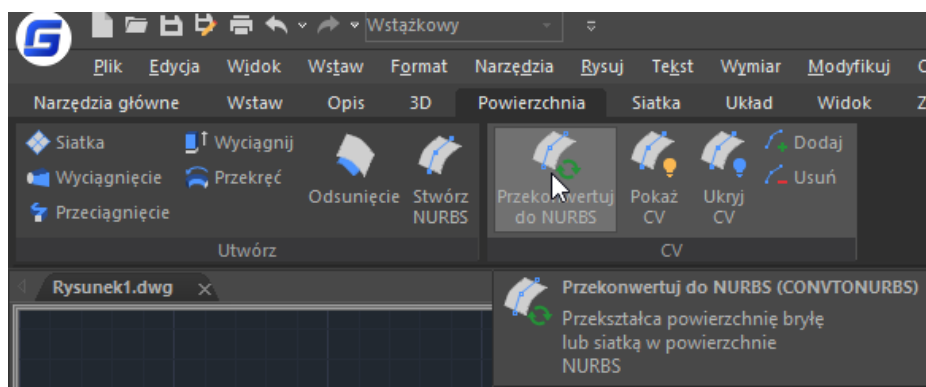 Wstążkowy
Plik Edycja Widok Wstaw Format Narzędzia Rysuj Tekst Wymiar Modyfikuj
Narzędzia główne Wstaw Opis 3D Powierzchnia Siatka Układ Widok Z
Siatka Wyciągnij
Wyciągnięcie Przekręć
Przeciągnięcie
Odsunięcie Stwórz
NURBS
Utwórz
Przekonwertuj
do NURBS
Pokaż
CV
Ukryj
CV
Dodaj
Usuń
CV
Rysunek1.dwg
Przekonwertuj do NURBS (CONVTONURBS)
Przekształca powierzchnię bryłę
lub siatką w powierzchnie
NURBS